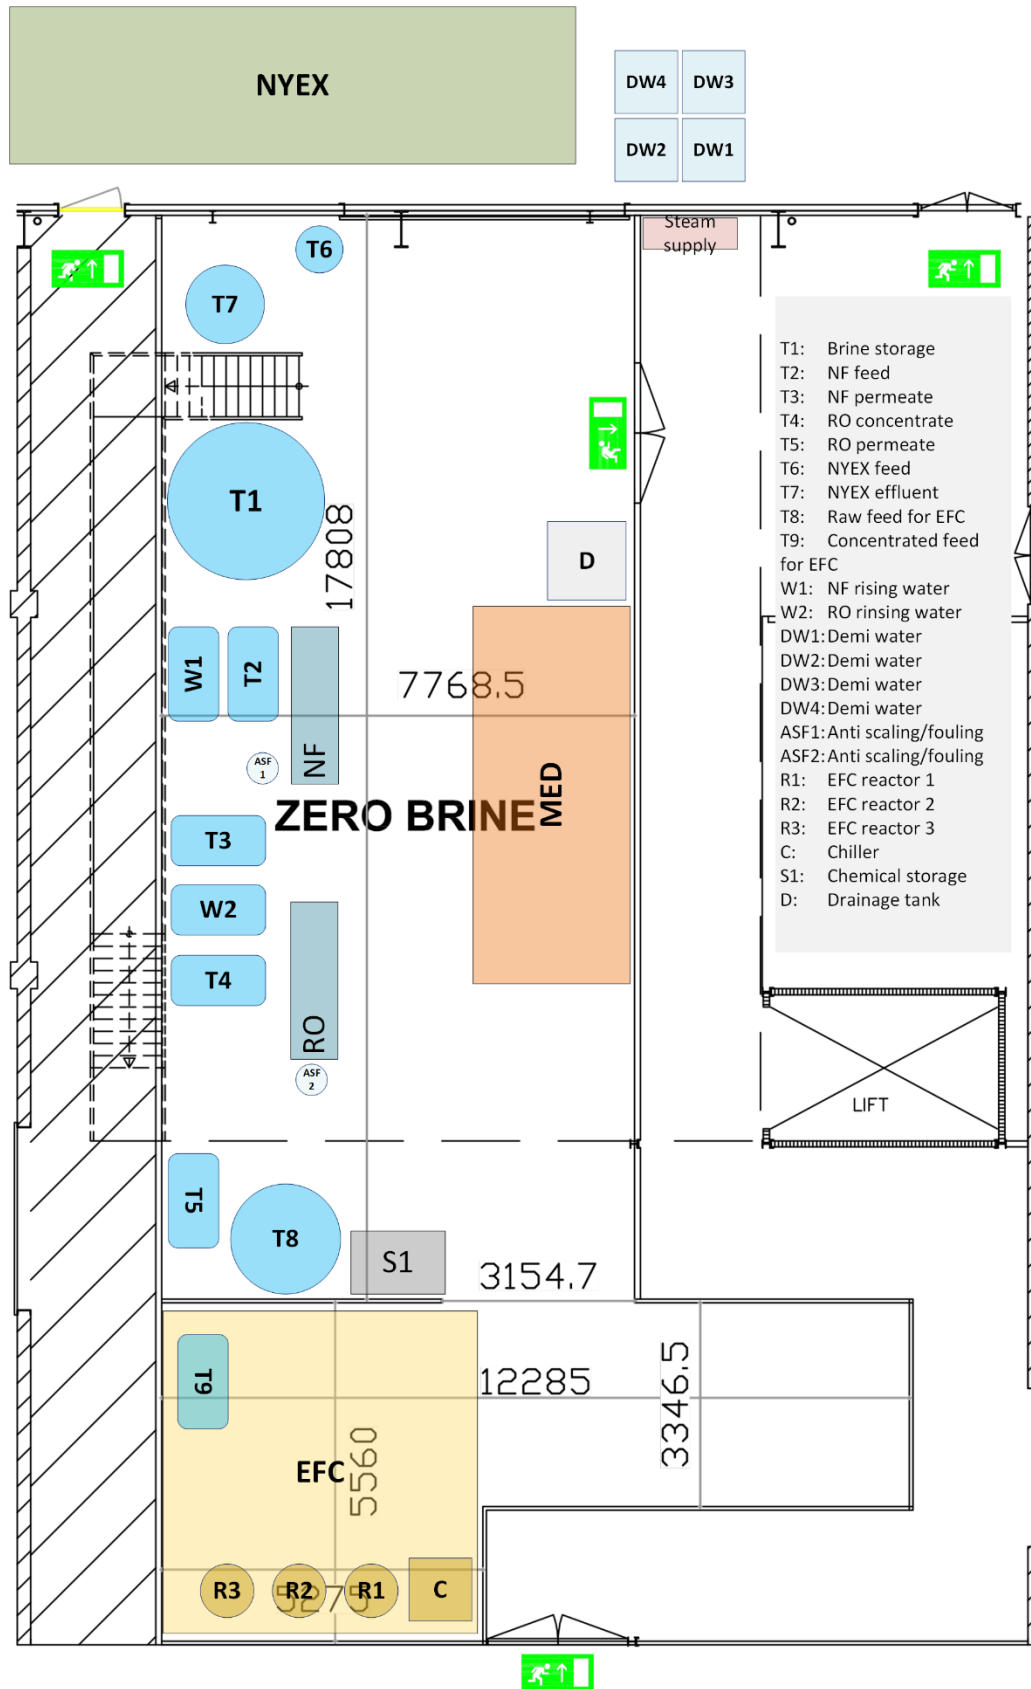 NYEX
DW4
DW3
DW2
DW1
Steam
supply
T6
T7
T1
17808
D
T1: Brine storage
T2: NF feed
T3: NF permeate
T4: RO concentrate
T5: RO permeate
T6: NYEX feed
T7: NYEX effluent
T8: Raw feed for EFC
T9: Concentrated feed
for EFC
W1: NF rising water
W2: RO rinsing water
DW1: Demi water
DW2: Demi water
DW3: Demi water
DW4: Demi water
ASF1: Anti scaling/fouling
ASF2: Anti scaling/fouling
R1: EFC reactor 1
R2: EFC reactor 2
R3: EFC reactor 3
C: Chiller
S1: Chemical storage
D: Drainage tank
W1
T2
NF
7768.5
ASF
1
MED
ZERO BRINE
T3
W2
T4
RO
ASF
2
LIFT
T5
T8
S1
3154.7
T9
12285
3346.5
5560
EFC
R3
R2
R1
C
5275